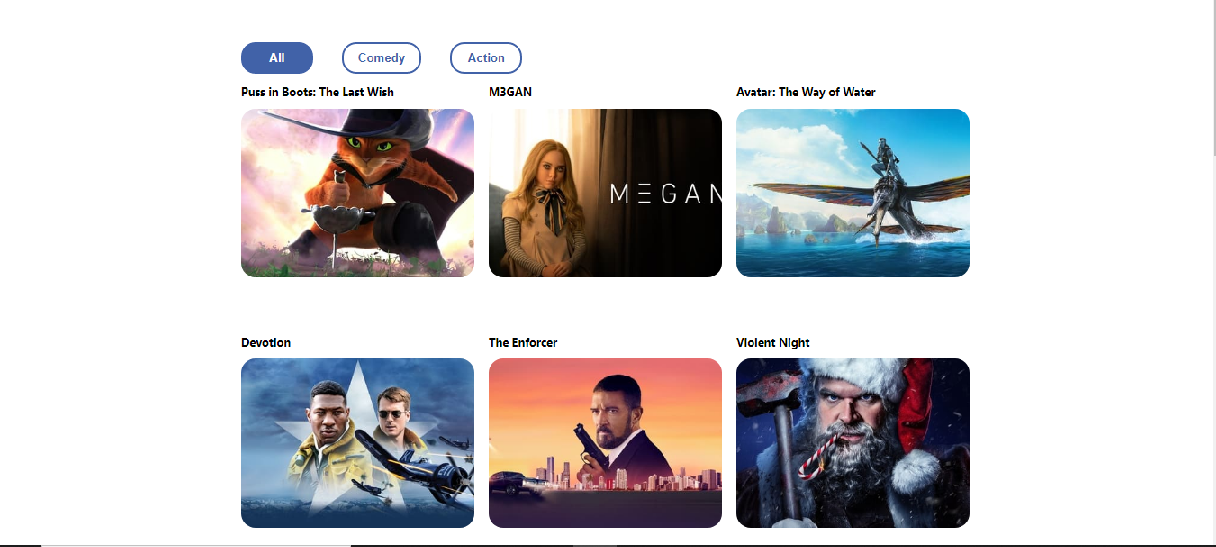 All
Comedy
Action
Puss in Boots: The Last Wish
M3GAN
Avatar: The Way of Water
MEGAN
Devotion
The Enforcer
Violent Night